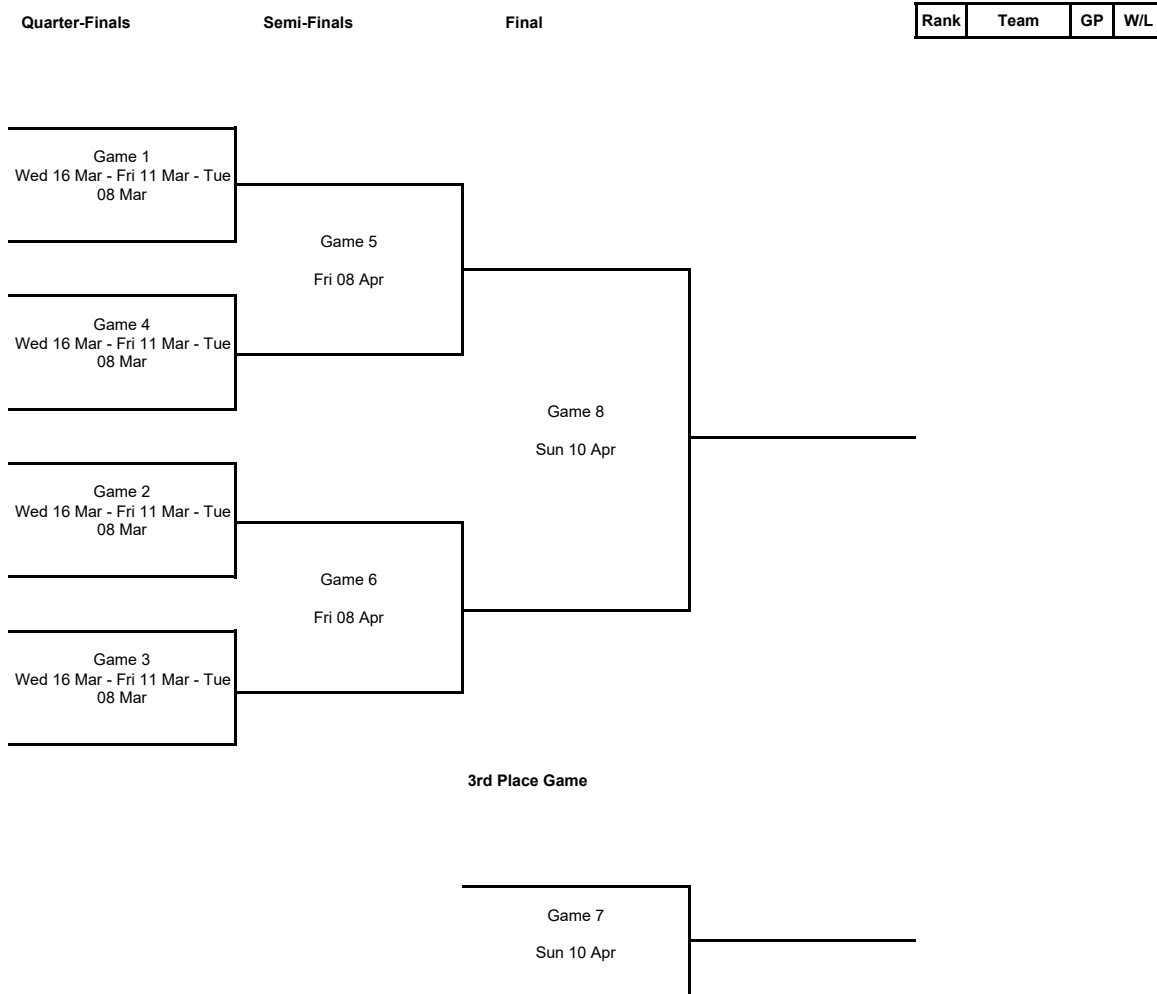 Quarter-Finals Semi-Finals Final Rank Team GP W/L
Game 1
Wed 16 Mar - Fri 11 Mar - Tue
08 Mar
Game 5
Fri 08 Apr
Game 4
Wed 16 Mar - Fri 11 Mar - Tue
08 Mar
Game 8
Sun 10 Apr
Game 2
Wed 16 Mar - Fri 11 Mar - Tue
08 Mar
Game 6
Fri 08 Apr
Game 3
Wed 16 Mar - Fri 11 Mar - Tue
08 Mar
3rd Place Game
Game 7
Sun 10 Apr